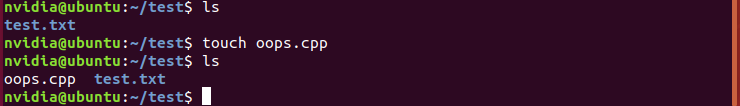 nvidia@ubuntu:~/test$ ls
test.txt
nvidia@ubuntu:~/test$ touch oops.cpp
nvidia@ubuntu:~/test$ ls
oops.cpp  test.txt
nvidia@ubuntu:~/test$